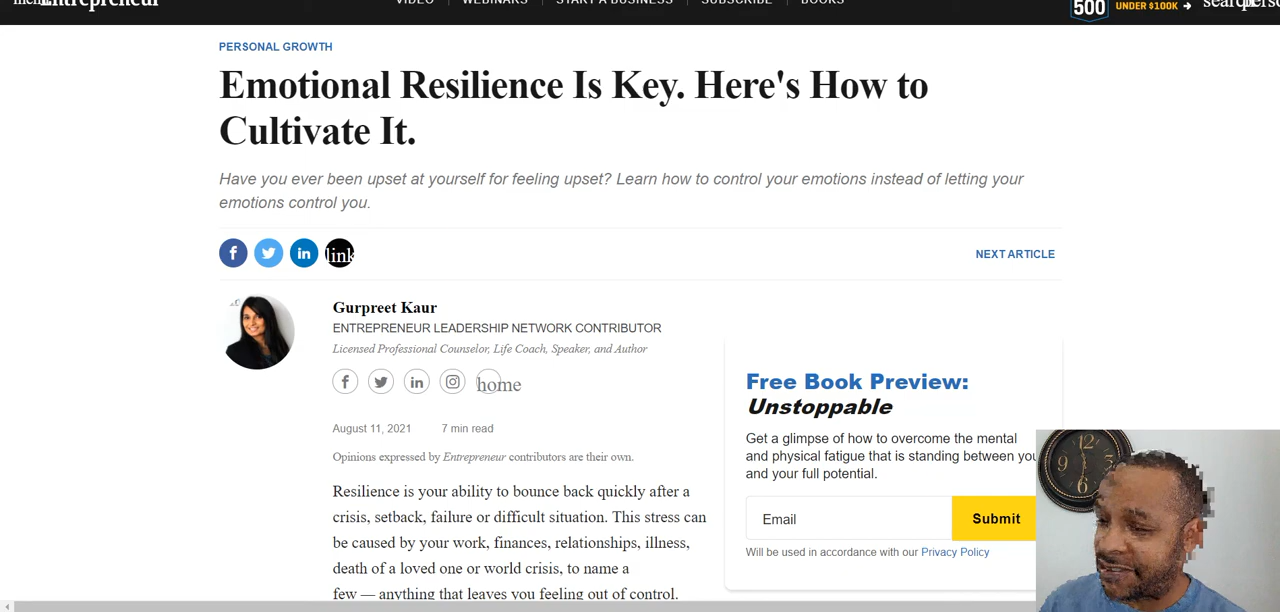 Entrepreneur
VIDEO | WEBINARS | START A BUSINESS | SUBSCRIBE | BOOKS
500 UNDER $100K
PERSONAL GROWTH
Emotional Resilience Is Key. Here's How to
Cultivate It.
Have you ever been upset at yourself for feeling upset? Learn how to control your emotions instead of letting your
emotions control you.
link
NEXT ARTICLE
Gurpreet Kaur
ENTREPRENEUR LEADERSHIP NETWORK CONTRIBUTOR
Licensed Professional Counselor, Life Coach, Speaker, and Author
home
August 11, 2021 7 min read
Opinions expressed by Entrepreneur contributors are their own.
Resilience is your ability to bounce back quickly after a
crisis, setback, failure or difficult situation. This stress can
be caused by your work, finances, relationships, illness,
death of a loved one or world crisis, to name a
few — anything that leaves you feeling out of control.
Free Book Preview:
Unstoppable
Get a glimpse of how to overcome the mental
and physical fatigue that is standing between you
and your full potential.
Email
Submit
Will be used in accordance with our Privacy Policy
12
9
6